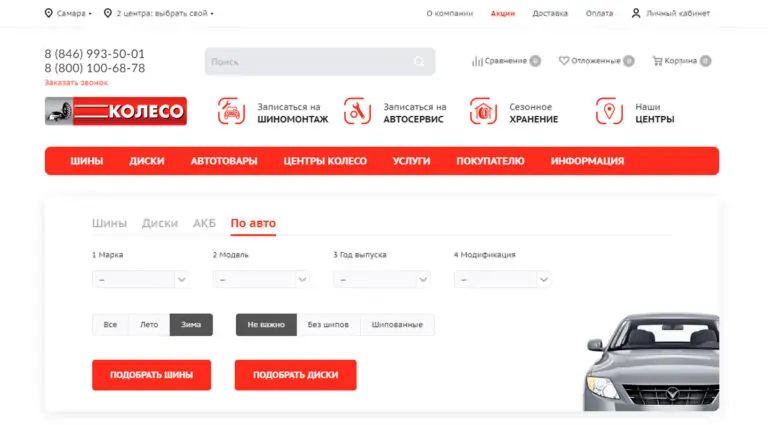 Самара
2 центра: выбрать свой
О компании
Акции
Доставка
Оплата
Личный кабинет
8 (846) 993-50-01
8 (800) 100-68-78
Заказать звонок
Поиск
Сравнение 0
Отложенные 0
Корзина 0
КОЛЕСО
Записаться на
ШИНОМОНТАЖ
Записаться на
АВТОСЕРВИС
Сезонное
ХРАНЕНИЕ
Наши
ЦЕНТРЫ
ШИНЫ
ДИСКИ
АВТОТОВАРЫ
ЦЕНТРЫ КОЛЕСО
УСЛУГИ
ПОКУПАТЕЛЮ
ИНФОРМАЦИЯ
Шины
Диски
АКБ
По авто
1 Марка
2 Модель
3 Год выпуска
4 Модификация
–
–
–
–
Все
Лето
Зима
Не важно
Без шипов
Шипованные
ПОДОБРАТЬ ШИНЫ
ПОДОБРАТЬ ДИСКИ